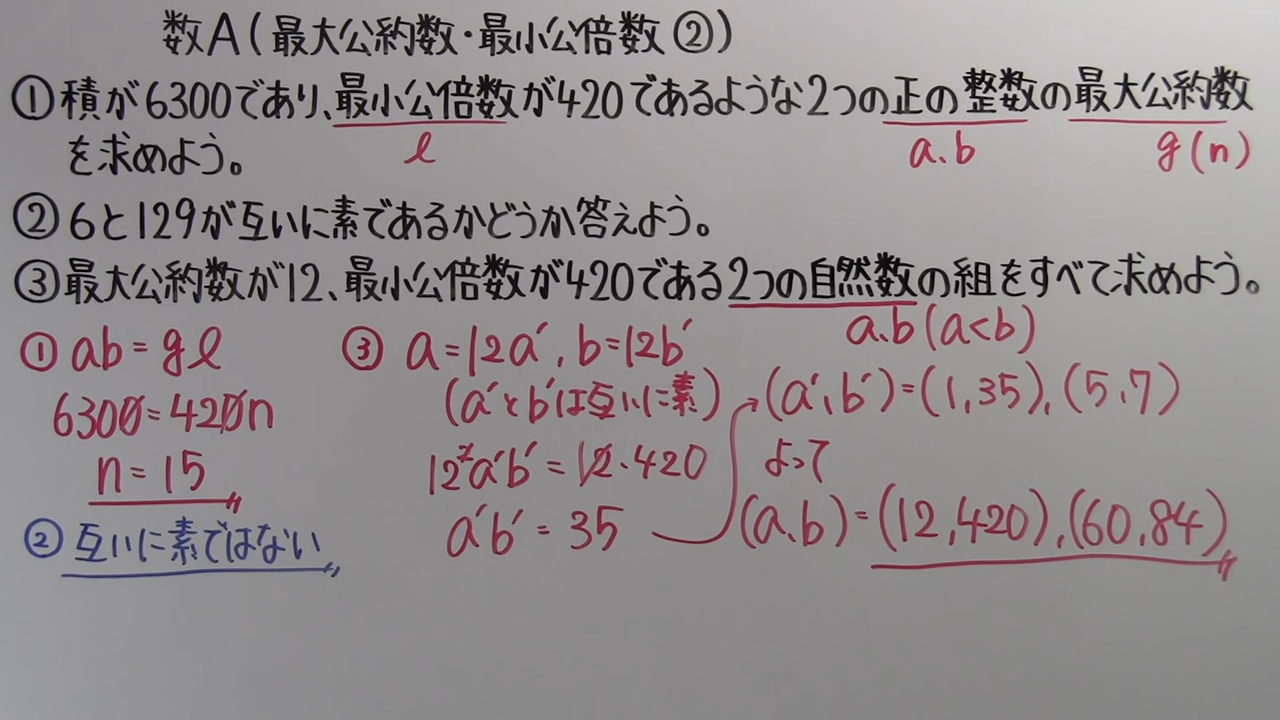 数A(最大公約数・最小公倍数②)
①積が6300であり、最小公倍数が420であるような2つの正の整数の最大公約数
を求めよう。
l a.b g(n)
②6と129が互いに素であるかどうか答えよう。
③最大公約数が12、最小公倍数が420である2つの自然数の組をすべて求めよう。
a.b(a<b)
①ab=gl
6300=420n
n=15
②互いに素ではない
③a=12a′,b=12b′
(a′とb′は互いに素)
12²a′b′=12・420
a′b′=35
(a′,b′)=(1,35),(5,7)
よって
(a,b)=(12,420),(60,84)